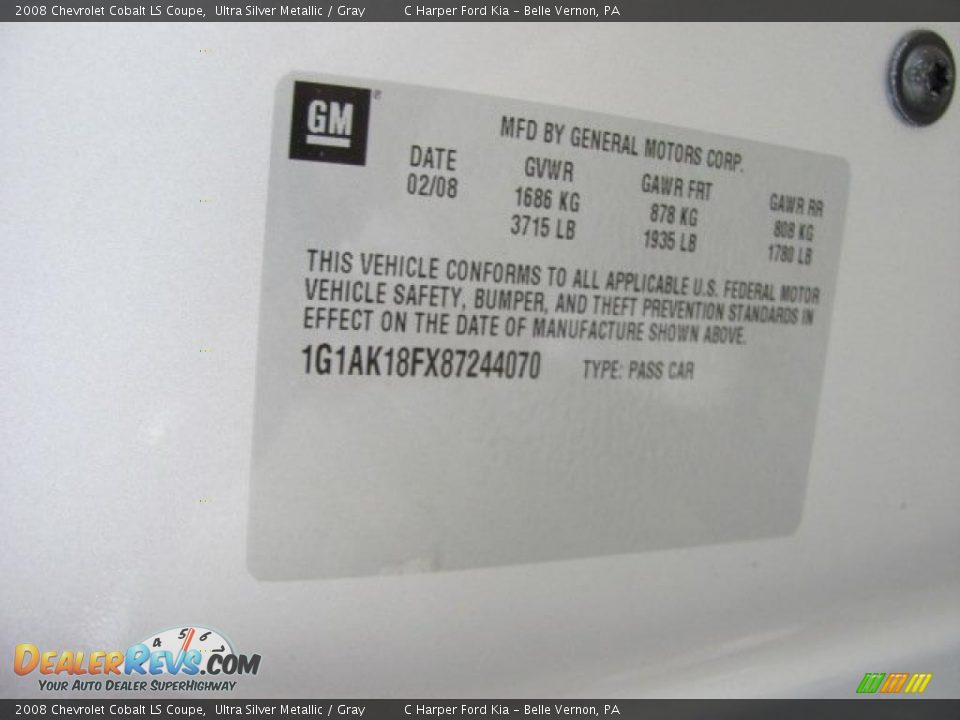 2008 Chevrolet Cobalt LS Coupe, Ultra Silver Metallic / Gray C Harper Ford Kia - Belle Vernon, PA
GM®
MFD BY GENERAL MOTORS CORP.
DATE GVWR GAWR FRT GAWR RR
02/08 1686 KG 878 KG 808 KG
3715 LB 1935 LB 1780 LB
THIS VEHICLE CONFORMS TO ALL APPLICABLE U.S. FEDERAL MOTOR
VEHICLE SAFETY, BUMPER, AND THEFT PREVENTION STANDARDS IN
EFFECT ON THE DATE OF MANUFACTURE SHOWN ABOVE.
1G1AK18FX87244070 TYPE: PASS CAR
4 5 6 7
DEALERREVS.COM
YOUR AUTO DEALER SUPERHIGHWAY
2008 Chevrolet Cobalt LS Coupe, Ultra Silver Metallic / Gray C Harper Ford Kia - Belle Vernon, PA